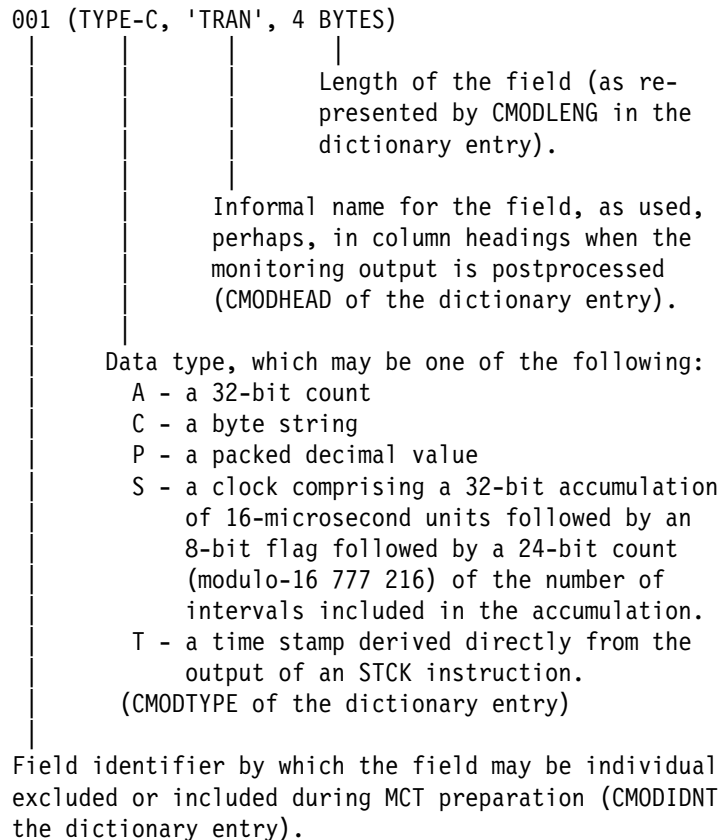 001 (TYPE-C, 'TRAN', 4 BYTES)
Length of the field (as re-
presented by CMODLENG in the
dictionary entry).
Informal name for the field, as used,
perhaps, in column headings when the
monitoring output is postprocessed
(CMODHEAD of the dictionary entry).
Data type, which may be one of the following:
A - a 32-bit count
C - a byte string
P - a packed decimal value
S - a clock comprising a 32-bit accumulation
of 16-microsecond units followed by an
8-bit flag followed by a 24-bit count
(modulo-16 777 216) of the number of
intervals included in the accumulation.
T - a time stamp derived directly from the
output of an STCK instruction.
(CMODTYPE of the dictionary entry)
Field identifier by which the field may be individual
excluded or included during MCT preparation (CMODIDNT
the dictionary entry).